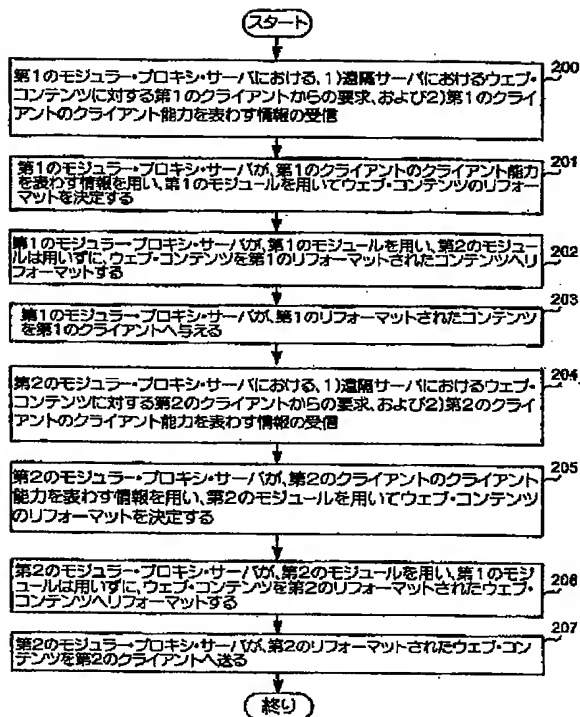 スタート
200
第1のモジュラー・プロキシ・サーバにおける、1)遠隔サーバにおけるウェブ・
コンテンツに対する第1のクライアントからの要求、および2)第1のクライ
アントのクライアント能力を表わす情報の受信
201
第1のモジュラー・プロキシ・サーバが、第1のクライアントのクライアント能力
を表わす情報を用い、第1のモジュールを用いてウェブ・コンテンツのリフォー
マットを決定する
202
第1のモジュラー・プロキシ・サーバが、第1のモジュールを用い、第2のモジュー
ルは用いずに、ウェブ・コンテンツを第1のリフォーマットされたコンテンツへリ
フォーマットする
203
第1のモジュラー・プロキシ・サーバが、第1のリフォーマットされたコンテンツ
を第1のクライアントへ与える
204
第2のモジュラー・プロキシ・サーバにおける、1)遠隔サーバにおけるウェブ・
コンテンツに対する第2のクライアントからの要求、および2)第2のクライ
アントのクライアント能力を表わす情報の受信
205
第2のモジュラー・プロキシ・サーバが、第2のクライアントのクライアント
能力を表わす情報を用い、第2のモジュールを用いてウェブ・コンテンツ
のリフォーマットを決定する
206
第2のモジュラー・プロキシ・サーバが、第2のモジュールを用い、第1のモジ
ュールは用いずに、ウェブ・コンテンツを第2のリフォーマットされたウェブ・
コンテンツへリフォーマットする
207
第2のモジュラー・プロキシ・サーバが、第2のリフォーマットされたウェブ・コン
テンツを第2のクライアントへ送る
終り